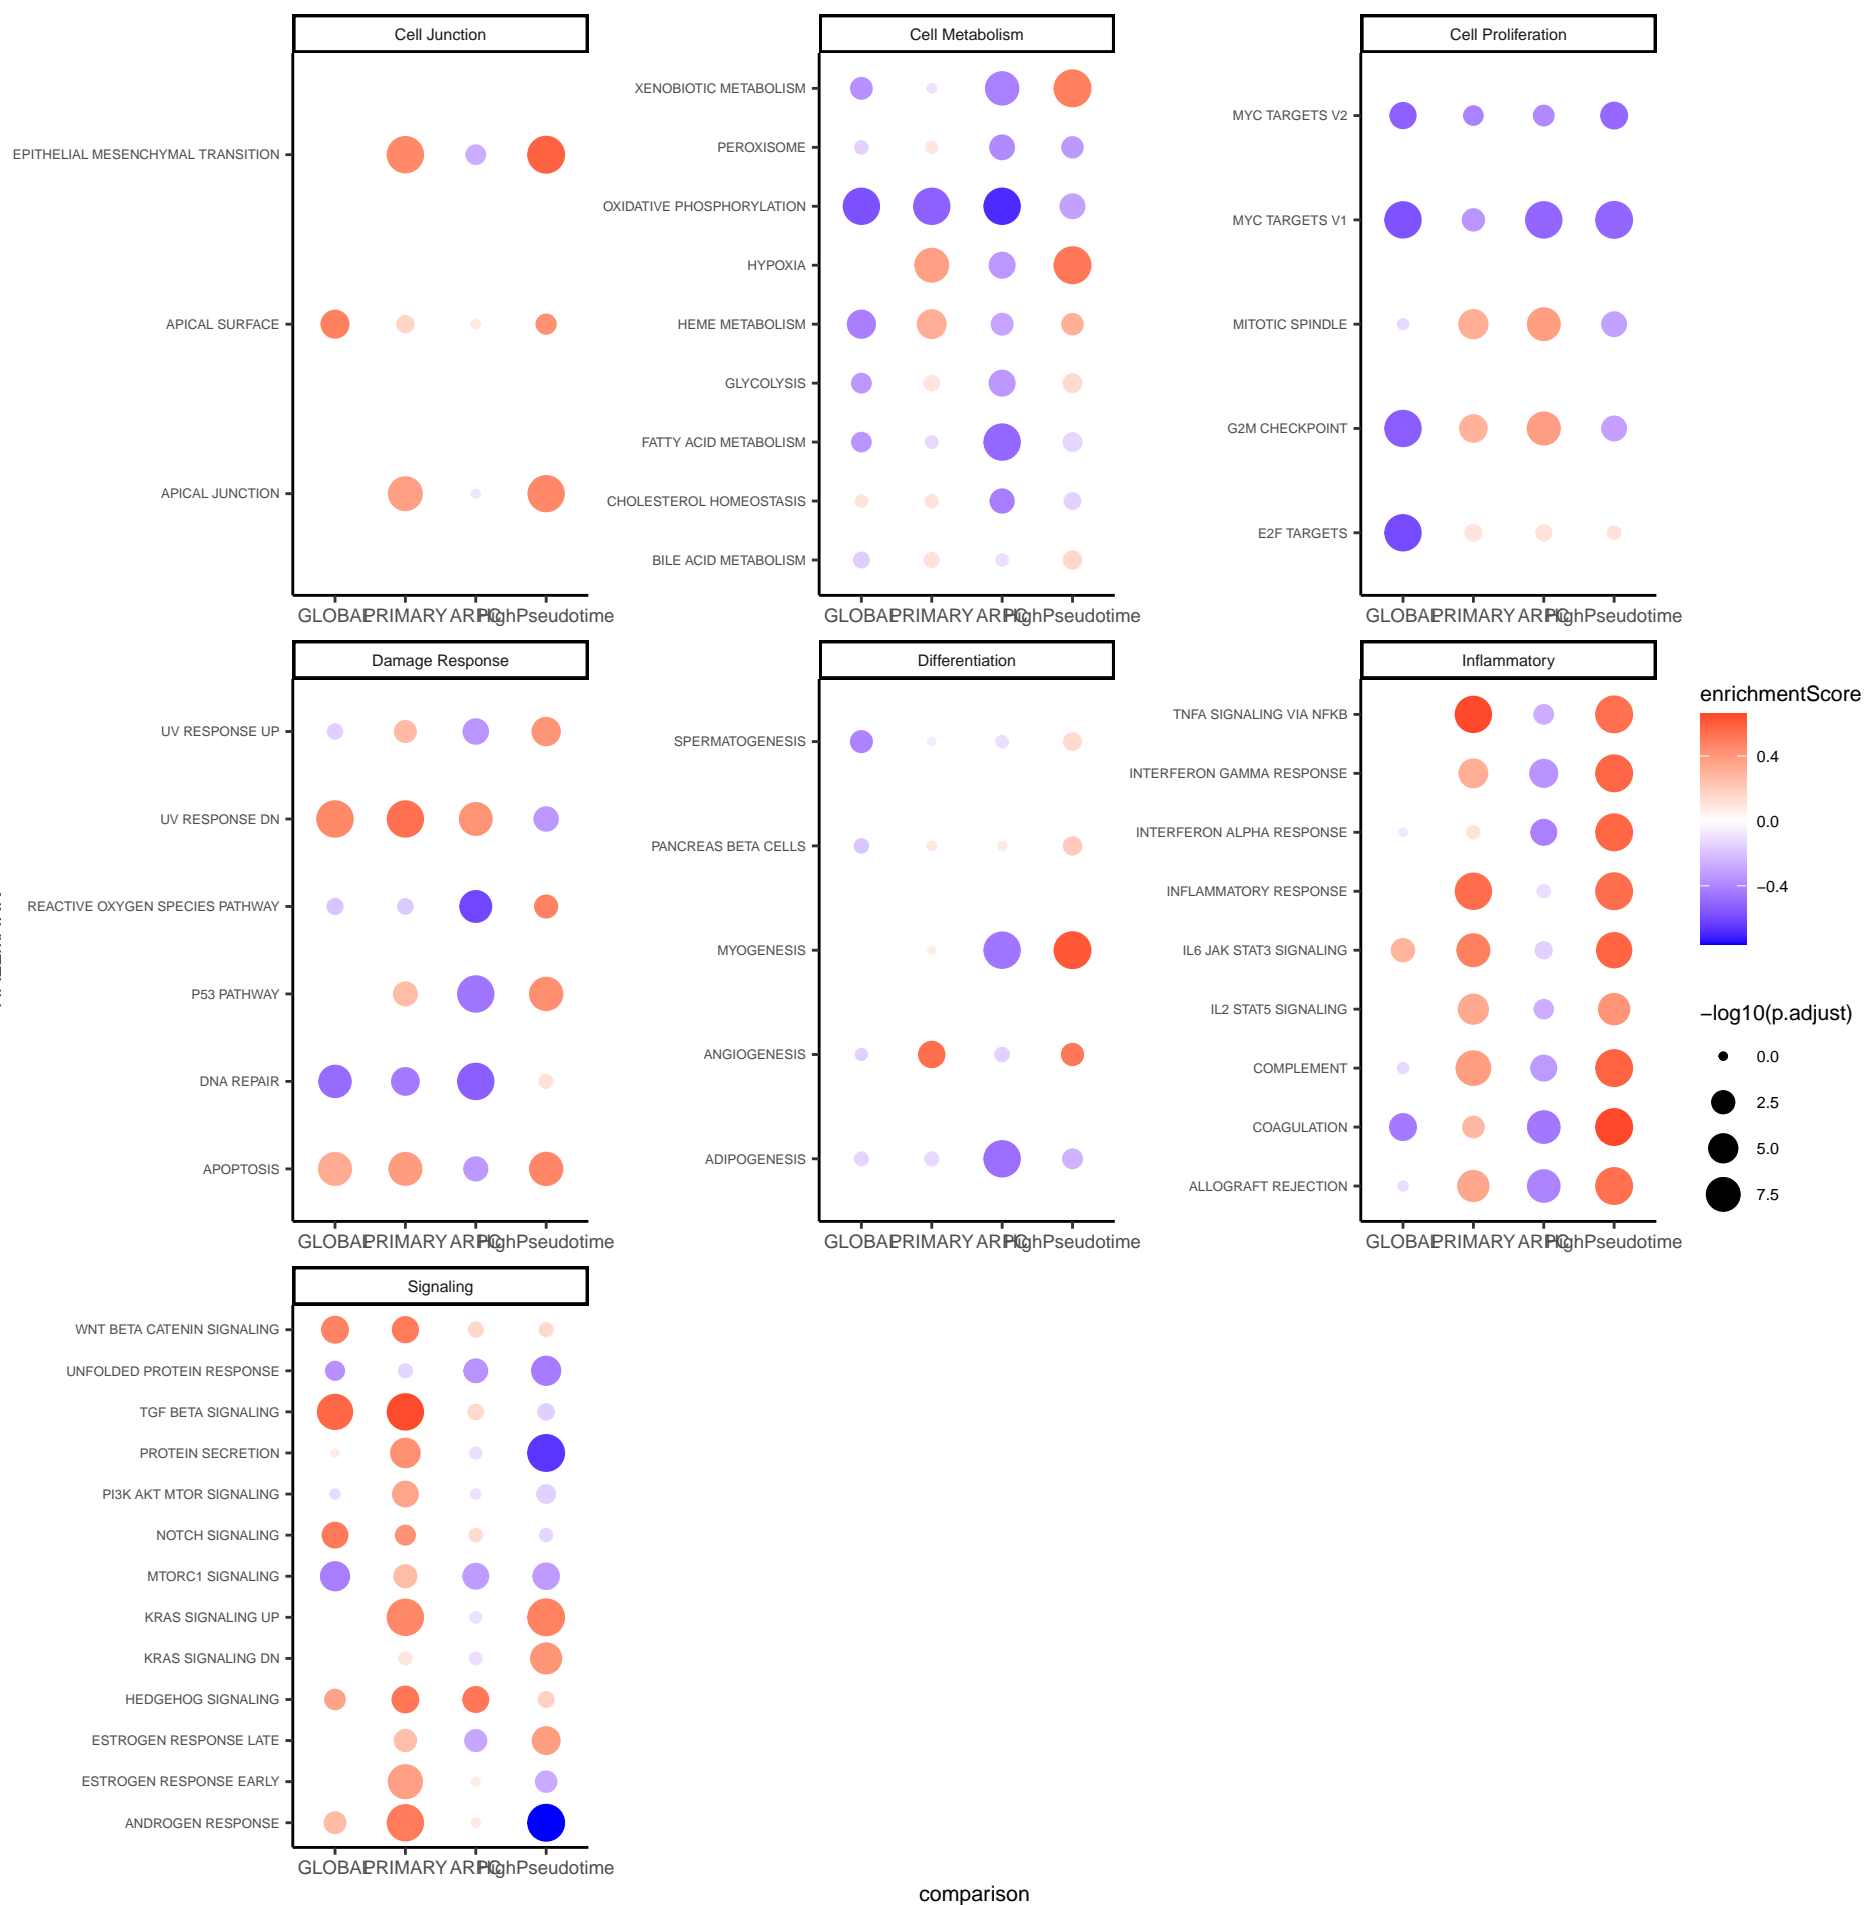 Cell Junction
EPITHELIAL MESENCHYMAL TRANSITION
APICAL SURFACE
APICAL JUNCTION
GLOBAL PRIMARY ARPC HighPseudotime
Cell Metabolism
XENOBIOTIC METABOLISM
PEROXISOME
OXIDATIVE PHOSPHORYLATION
HYPOXIA
HEME METABOLISM
GLYCOLYSIS
FATTY ACID METABOLISM
CHOLESTEROL HOMEOSTASIS
BILE ACID METABOLISM
GLOBAL PRIMARY ARPC HighPseudotime
Cell Proliferation
MYC TARGETS V2
MYC TARGETS V1
MITOTIC SPINDLE
G2M CHECKPOINT
E2F TARGETS
GLOBAL PRIMARY ARPC HighPseudotime
Damage Response
UV RESPONSE UP
UV RESPONSE DN
REACTIVE OXYGEN SPECIES PATHWAY
P53 PATHWAY
DNA REPAIR
APOPTOSIS
GLOBAL PRIMARY ARPC HighPseudotime
Differentiation
SPERMATOGENESIS
PANCREAS BETA CELLS
MYOGENESIS
ANGIOGENESIS
ADIPOGENESIS
GLOBAL PRIMARY ARPC HighPseudotime
Inflammatory
TNFA SIGNALING VIA NFKB
INTERFERON GAMMA RESPONSE
INTERFERON ALPHA RESPONSE
INFLAMMATORY RESPONSE
IL6 JAK STAT3 SIGNALING
IL2 STAT5 SIGNALING
COMPLEMENT
COAGULATION
ALLOGRAFT REJECTION
GLOBAL PRIMARY ARPC HighPseudotime
enrichmentScore
0.4
0.0
−0.4
−log10(p.adjust)
0.0
2.5
5.0
7.5
Signaling
WNT BETA CATENIN SIGNALING
UNFOLDED PROTEIN RESPONSE
TGF BETA SIGNALING
PROTEIN SECRETION
PI3K AKT MTOR SIGNALING
NOTCH SIGNALING
MTORC1 SIGNALING
KRAS SIGNALING UP
KRAS SIGNALING DN
HEDGEHOG SIGNALING
ESTROGEN RESPONSE LATE
ESTROGEN RESPONSE EARLY
ANDROGEN RESPONSE
GLOBAL PRIMARY ARPC HighPseudotime
comparison